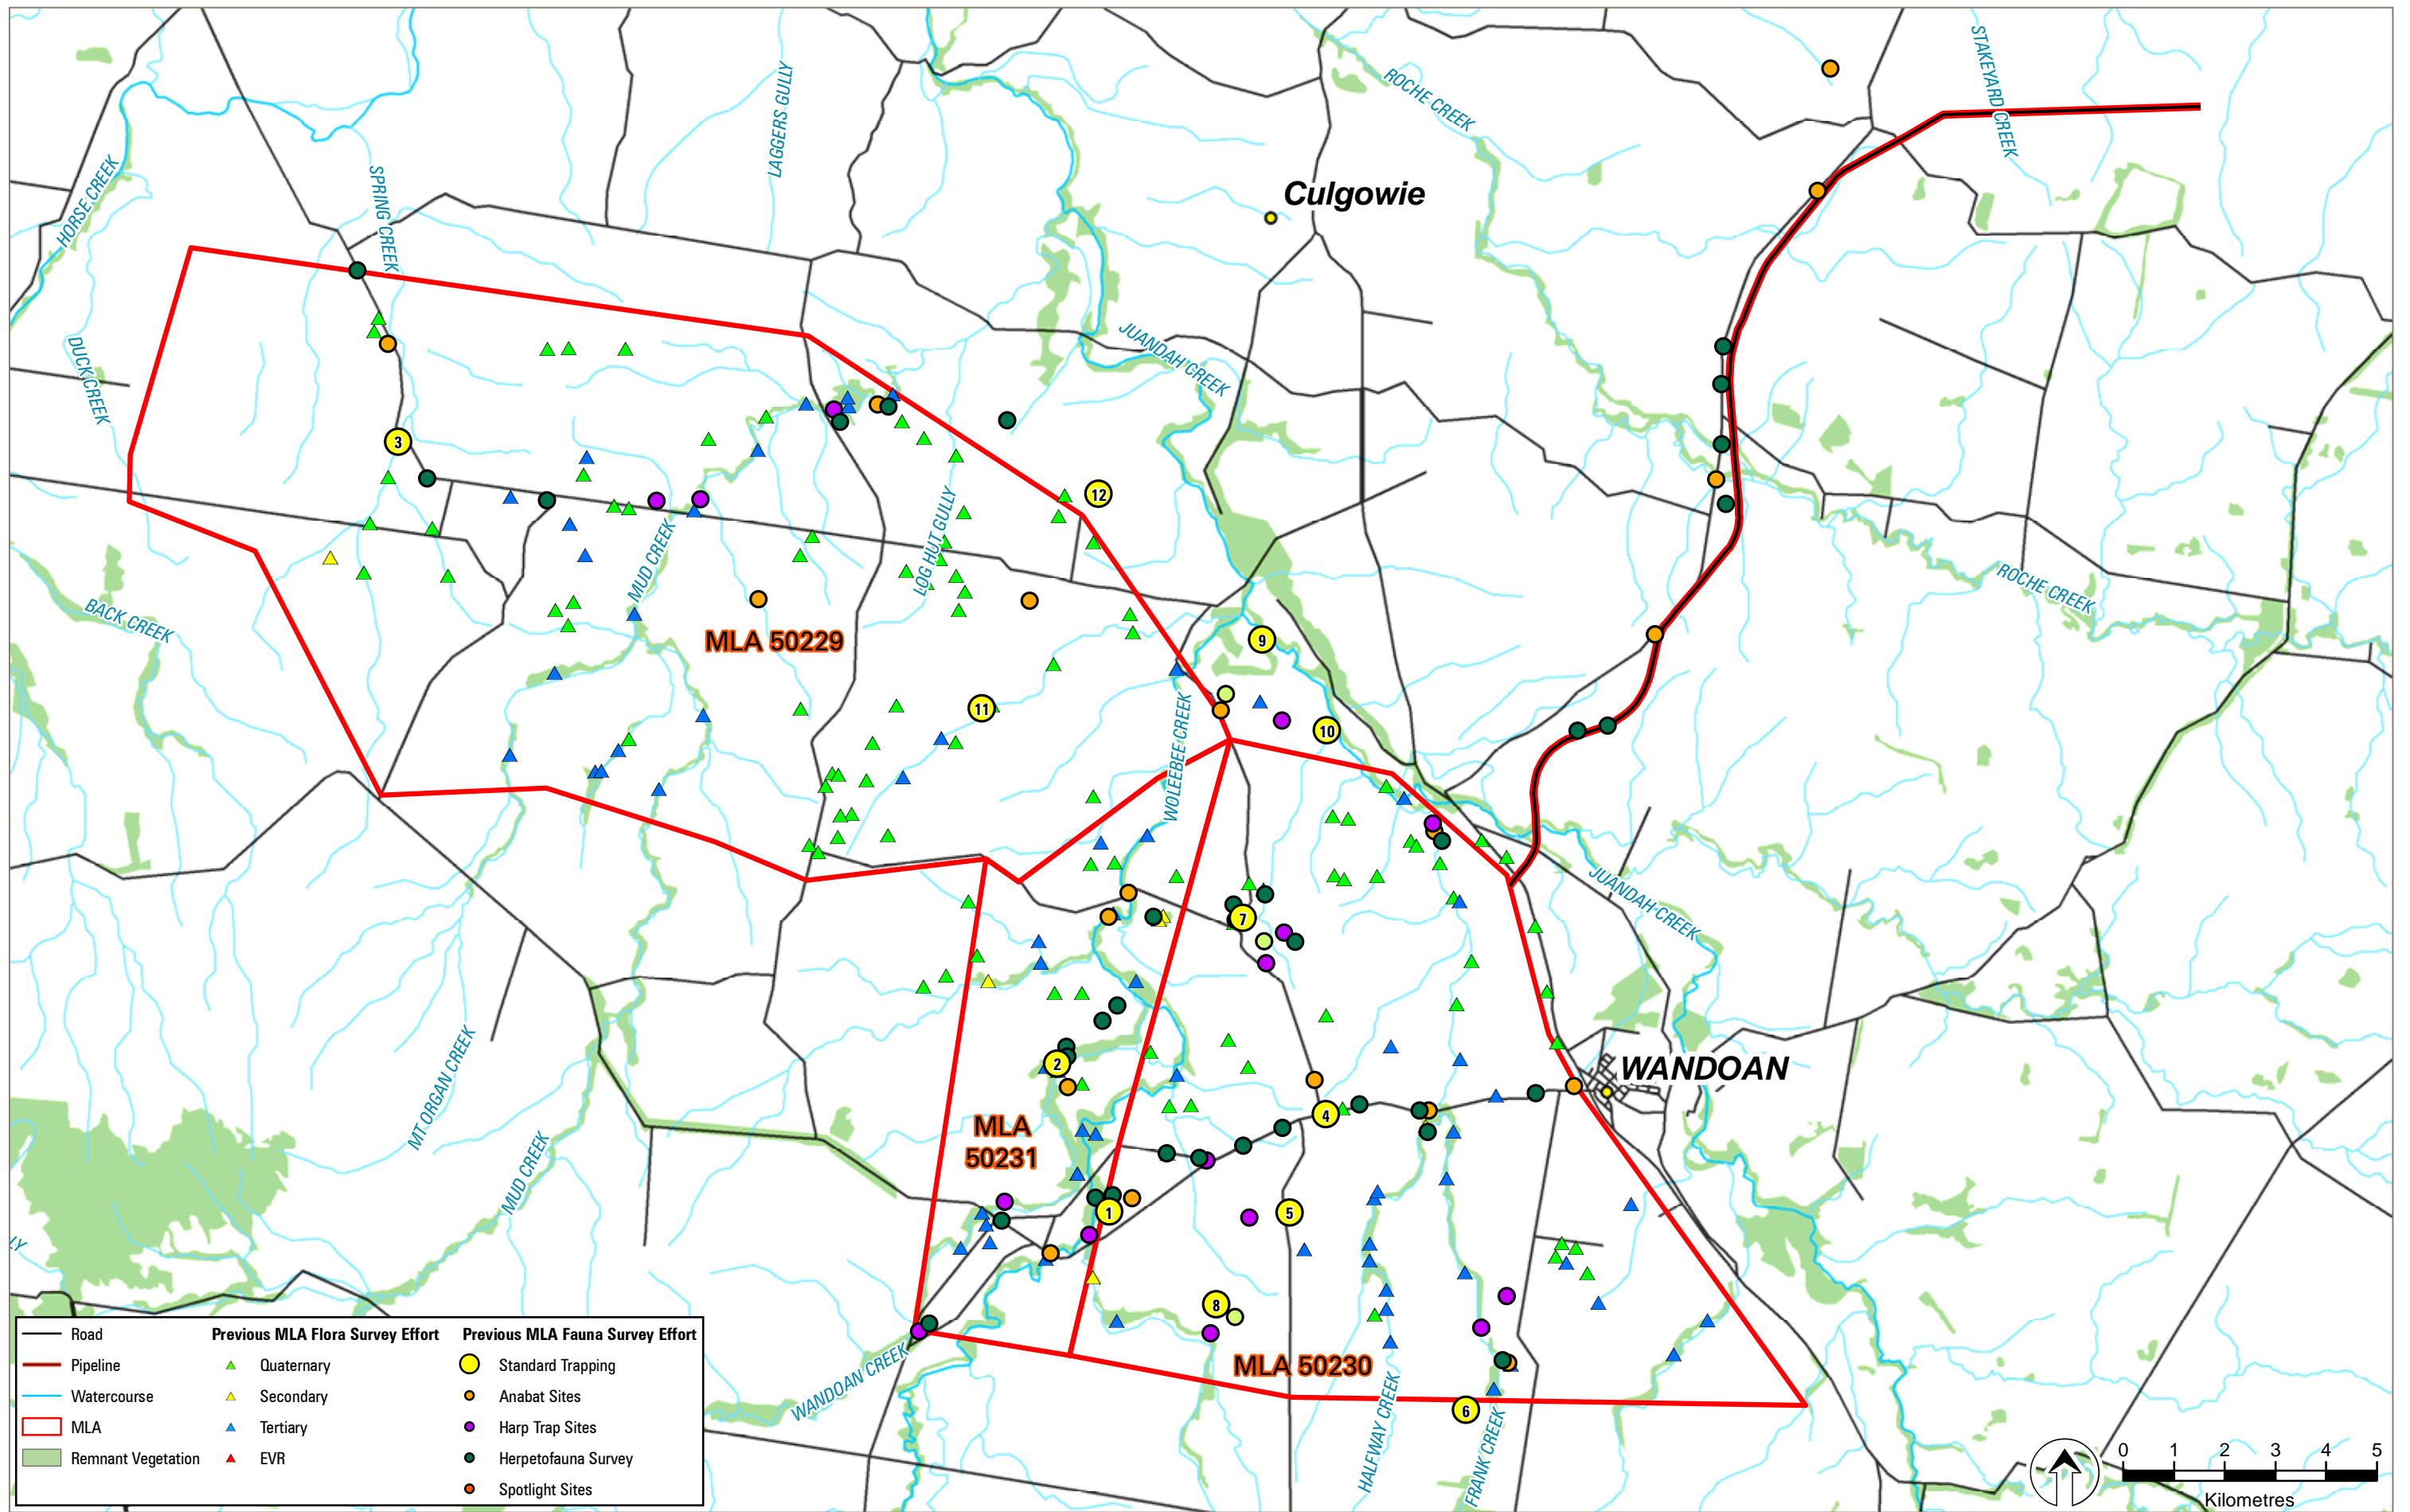 STAKEYARD CREEK
ROCHE CREEK
LAGGERS GULLY
HORSE CREEK
SPRING CREEK
Culgowie
DUCK CREEK
JUANDAH CREEK
3
12
LOG HUT GULLY
MUD CREEK
ROCHE CREEK
BACK CREEK
MLA 50229
9
11
10
WOLEEBEE CREEK
JUANDAH CREEK
7
MT ORGAN CREEK
2
WANDOAN
4
MLA
50231
MUD CREEK
1
5
LY
8
MLA 50230
WANDOAN CREEK
HALFWAY CREEK
6
FRANK CREEK
Road
Pipeline
Watercourse
MLA
Remnant Vegetation
Previous MLA Flora Survey Effort
Quaternary
Secondary
Tertiary
EVR
Previous MLA Fauna Survey Effort
Standard Trapping
Anabat Sites
Harp Trap Sites
Herpetofauna Survey
Spotlight Sites
0 1 2 3 4 5
Kilometres